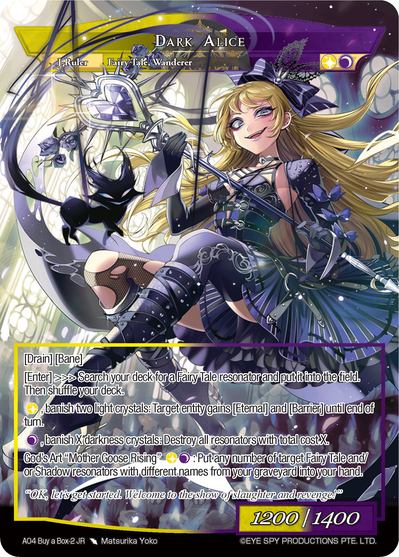 Dark Alice
J-Ruler Fairy Tale, Wanderer
[Drain] [Bane]
[Enter] >>> Search your deck for a Fairy Tale resonator and put it into the field.
Then shuffle your deck.
, banish two light crystals: Target entity gains [Eternal] and [Barrier] until end of
turn.
, banish X darkness crystals: Destroy all resonators with total cost X.
God's Art "Mother Goose Rising" : Put any number of target Fairy Tale and/
or Shadow resonators with different names from your graveyard into your hand.
"OK, let's get started. Welcome to the show of slaughter and revenge!"
1200/1400
A04 Buy a Box-2 JR Matsurika Yoko ©EYE SPY PRODUCTIONS PTE. LTD.